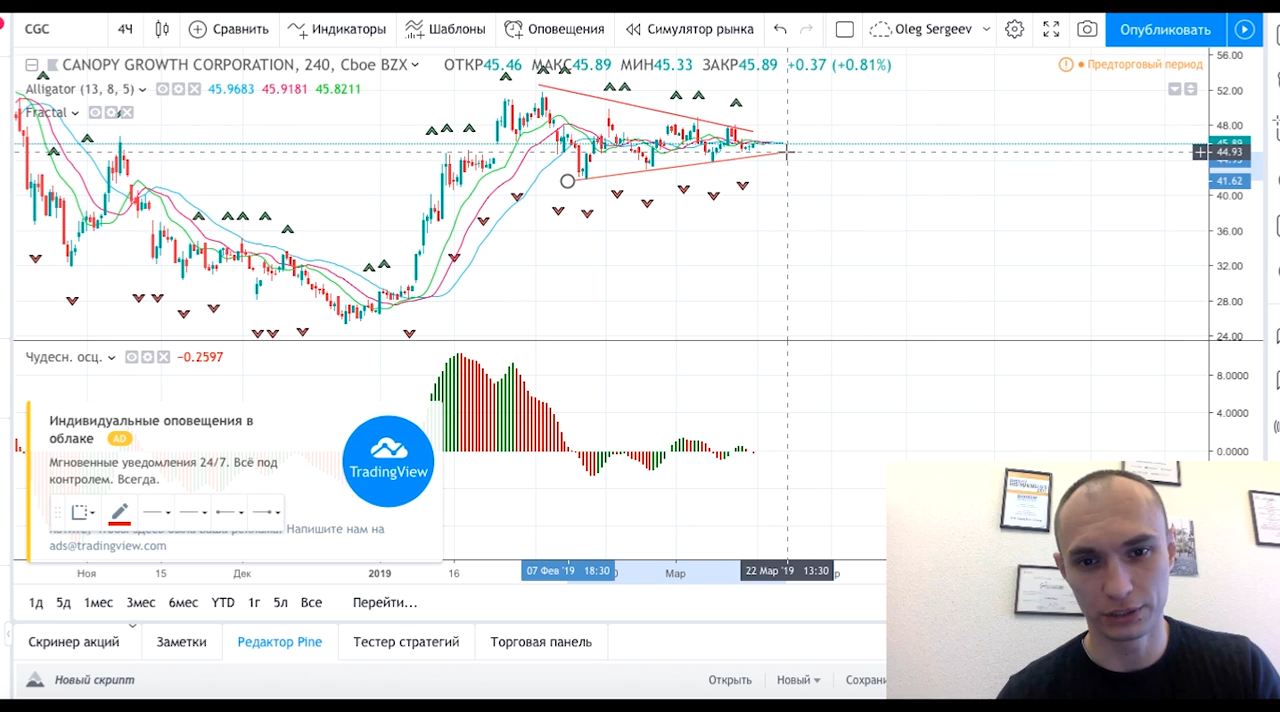 CGC 4Ч Сравнить Индикаторы Шаблоны Оповещения Симулятор рынка Oleg Sergeev Опубликовать
CANOPY GROWTH CORPORATION, 240, Cboe BZX ОТКР45.46 МАКС45.89 МИН45.33 ЗАКР45.89 +0.37 (+0.81%)
Предторговый период
Alligator (13, 8, 5) 45.9683 45.9181 45.8211
Fractal
56.00
52.00
48.00
45.89
44.93
41.62
40.00
36.00
32.00
28.00
24.00
Чудесн. осц. −0.2597
8.0000
4.0000
0.0000
Индивидуальные оповещения в
облаке AD
Мгновенные уведомления 24/7. Всё под
контролем. Всегда.
TradingView
Напишите нам на
ads@tradingview.com
Ноя 15 Дек 2019 16 07 Фев '19 18:30 Мар 22 Мар '19 13:30
1д 5д 1мес 3мес 6мес YTD 1г 5л Все Перейти...
Скринер акций Заметки Редактор Pine Тестер стратегий Торговая панель
Новый скрипт Открыть Новый